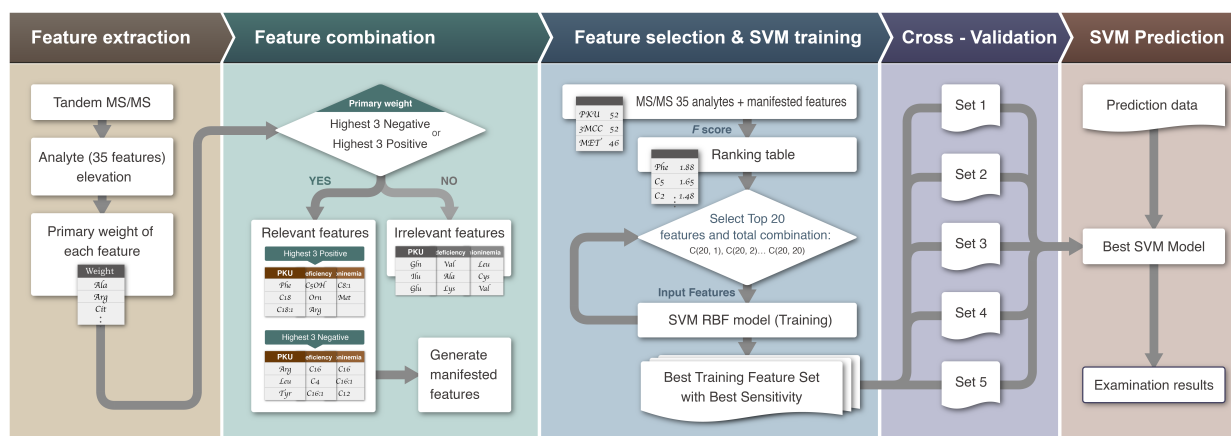 Feature extraction
Tandem MS/MS
Analyte (35 features)
elevation
Primary weight of
each feature
Weight
Ala
Arg
Cit
⋮
Feature combination
Primary weight
Highest 3 Negative
or
Highest 3 Positive
YES
NO
Relevant features
Highest 3 Positive
PKU eficiency ninemia
Phe C5OH C8:1
C18 Orn Met
C18:1 Arg
Highest 3 Negative
PKU eficiency ninemia
Arg C16 C16
Leu C4 C16:1
Tyr C16:1 C12
Irrelevant features
PKU deficiency ioninemia
Gln Val Leu
Ala Cys
Glu Lys Val
Generate
manifested
features
Feature selection & SVM training
MS/MS 35 analytes + manifested features
PKU 52
3MCC 52
MET 46
F score
Ranking table
Phe 1.88
C5 1.65
C2 1.48
⋮
Select Top 20
features and total combination:
C(20, 1), C(20, 2)... C(20, 20)
Input Features
SVM RBF model (Training)
Best Training Feature Set
with Best Sensitivity
Cross - Validation
Set 1
Set 2
Set 3
Set 4
Set 5
SVM Prediction
Prediction data
Best SVM Model
Examination results